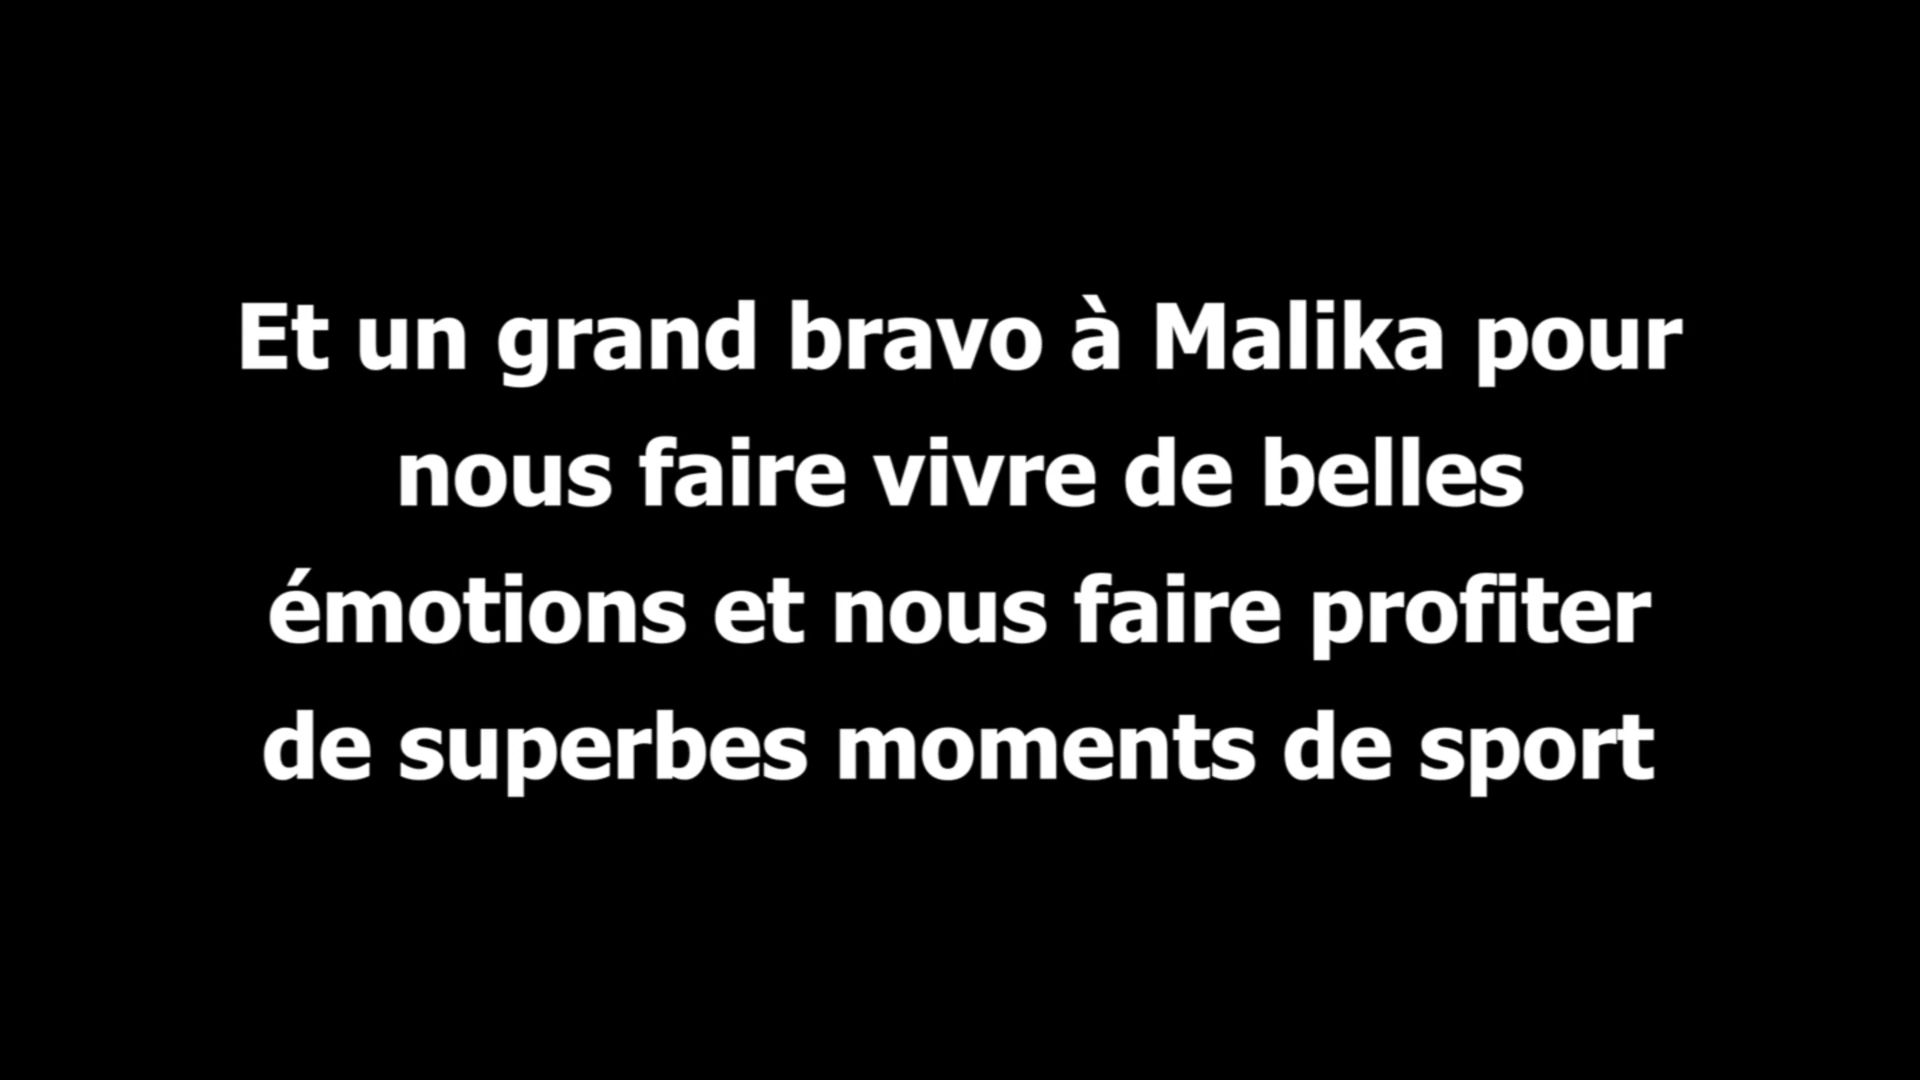 Et un grand bravo à Malika pour
nous faire vivre de belles
émotions et nous faire profiter
de superbes moments de sport